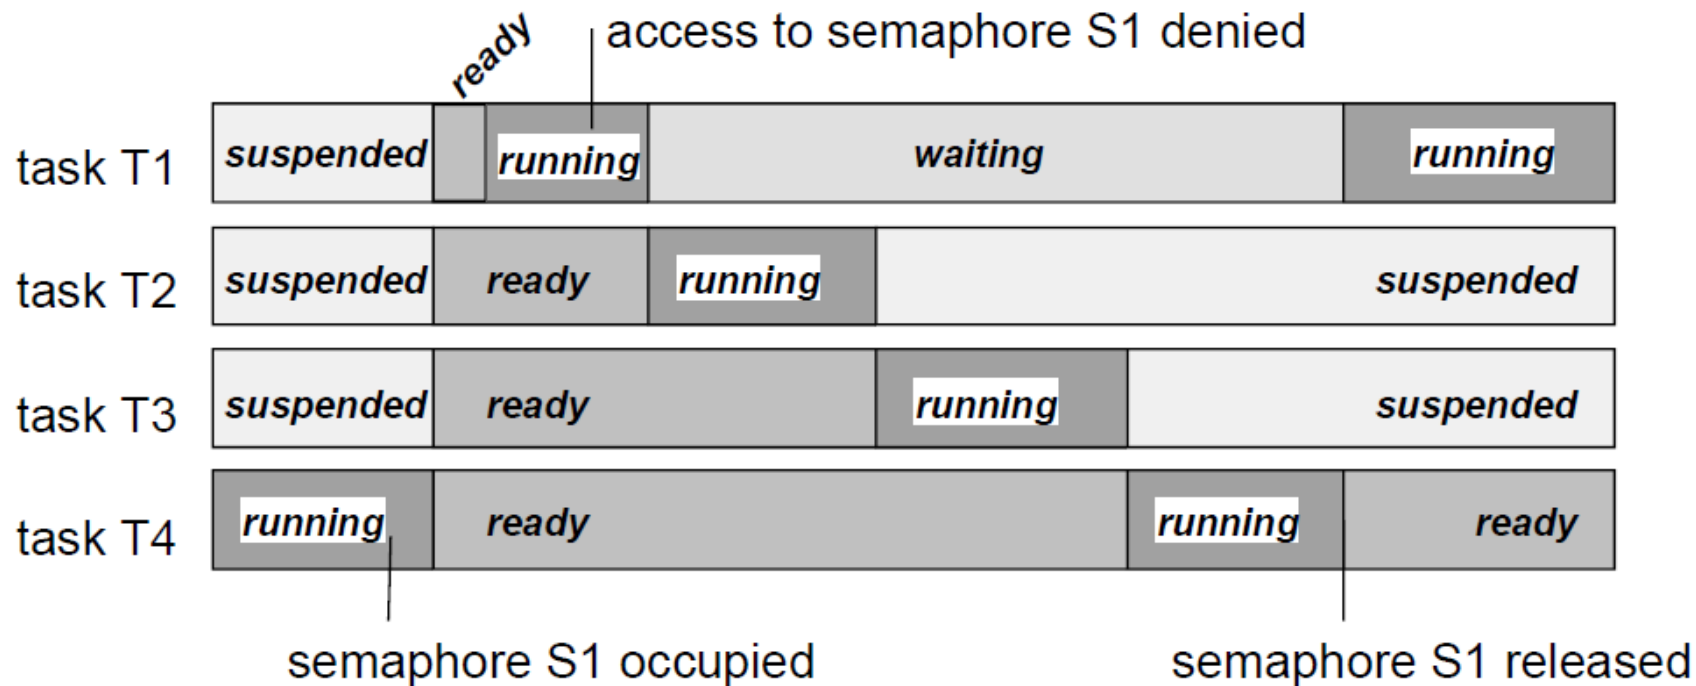 ready
access to semaphore S1 denied
task T1
suspended
running
waiting
running
task T2
suspended
ready
running
suspended
task T3
suspended
ready
running
suspended
task T4
running
ready
running
ready
semaphore S1 occupied
semaphore S1 released